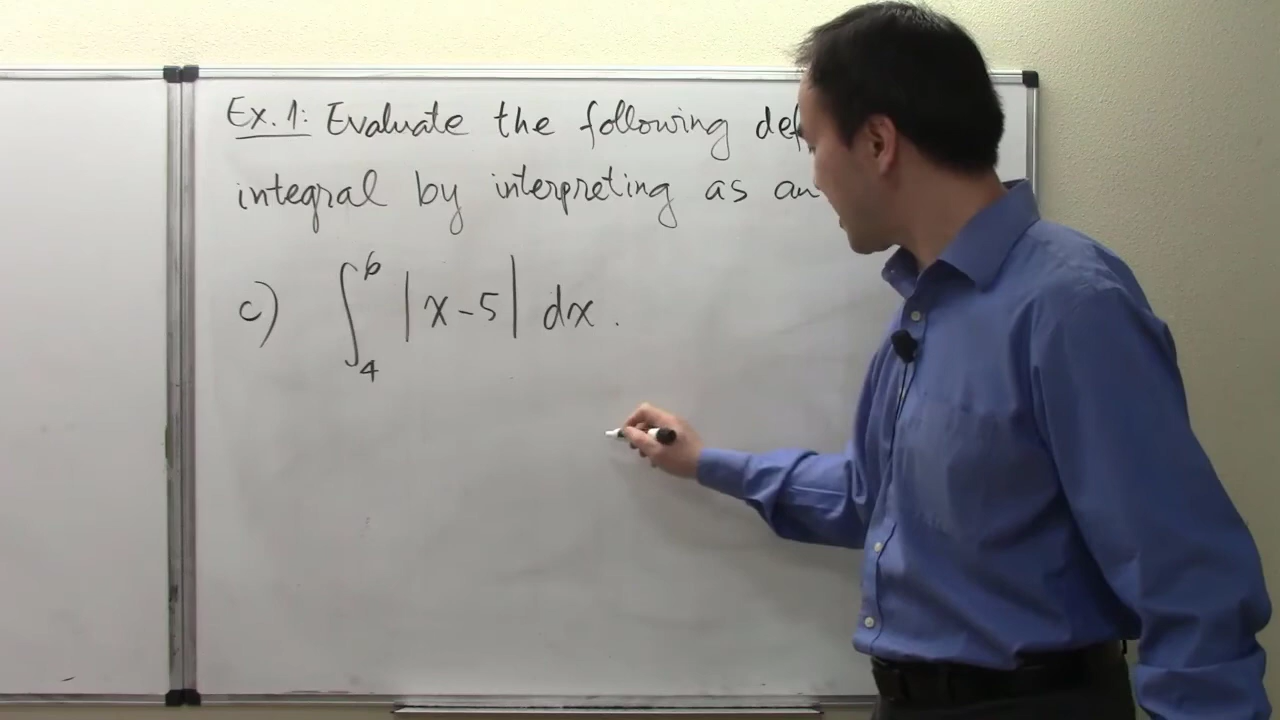 Ex. 1: Evaluate the following def
integral by interpreting as an
c) ∫₄⁶ |x-5| dx.